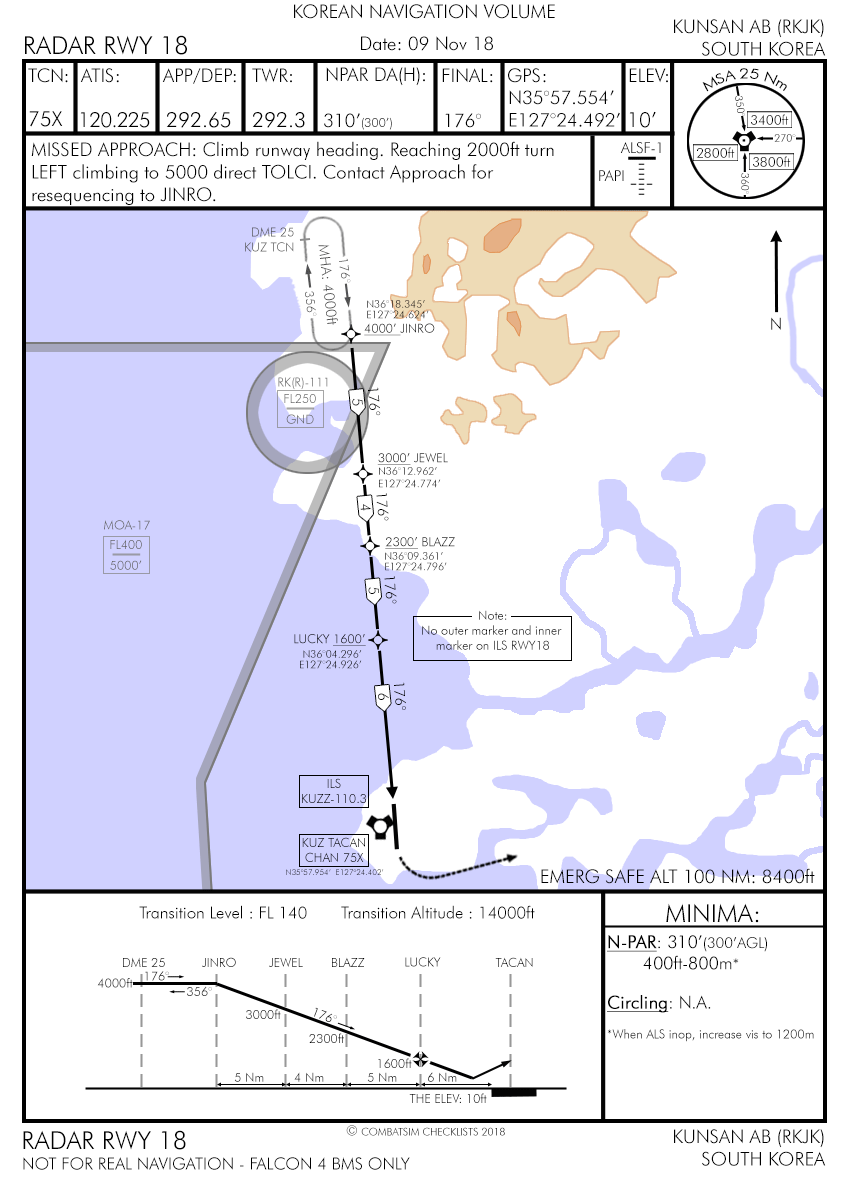 KOREAN NAVIGATION VOLUME
RADAR RWY 18
Date: 09 Nov 18
KUNSAN AB (RKJK)
SOUTH KOREA
TCN:
75X
ATIS:
120.225
APP/DEP:
292.65
TWR:
292.3
NPAR DA(H):
310'(300')
FINAL:
176°
GPS:
N35°57.554'
E127°24.492'
ELEV:
10'
MSA 25 Nm
350°
3400ft
270°
2800ft
3800ft
360°
MISSED APPROACH: Climb runway heading. Reaching 2000ft turn
LEFT climbing to 5000 direct TOLCI. Contact Approach for
resequencing to JINRO.
ALSF-1
PAPI
DME 25
KUZ TCN
176°
MHA: 4000ft
356°
N36°18.345'
E127°24.624'
4000' JINRO
N
RK(R)-111
FL250
GND
5
176°
3000' JEWEL
N36°12.962'
E127°24.774'
4
176°
MOA-17
FL400
5000'
2300' BLAZZ
N36°09.361'
E127°24.796'
5
176°
Note:
No outer marker and inner
marker on ILS RWY18
LUCKY 1600'
N36°04.296'
E127°24.926'
6
176°
ILS
KUZZ-110.3
KUZ TACAN
CHAN 75X
N35°57.954' E127°24.402'
EMERG SAFE ALT 100 NM: 8400ft
Transition Level : FL 140 Transition Altitude : 14000ft
DME 25 JINRO JEWEL BLAZZ LUCKY TACAN
176°
4000ft
356°
3000ft
176°
2300ft
1600ft
5 Nm 4 Nm 5 Nm 6 Nm
THE ELEV: 10ft
MINIMA:
N-PAR: 310'(300'AGL)
400ft-800m*
Circling: N.A.
*When ALS inop, increase vis to 1200m
© COMBATSIM CHECKLISTS 2018
RADAR RWY 18
NOT FOR REAL NAVIGATION - FALCON 4 BMS ONLY
KUNSAN AB (RKJK)
SOUTH KOREA